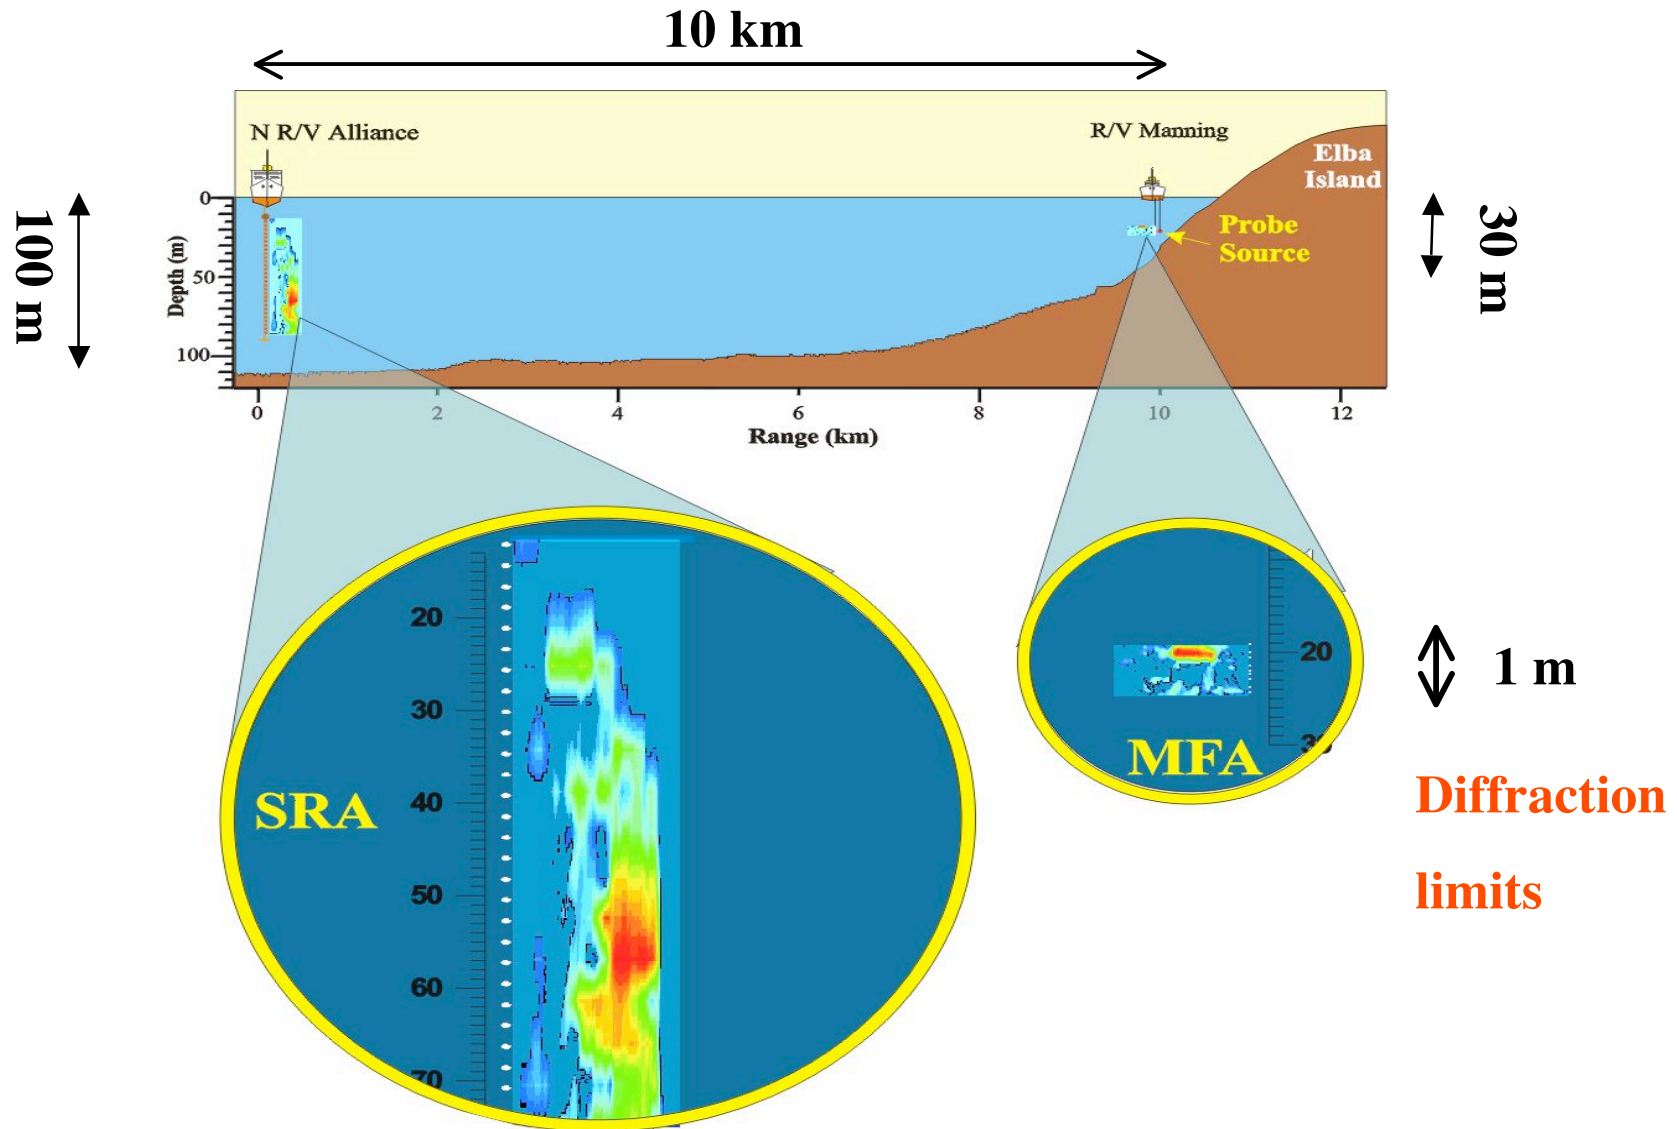 10 km
N R/V Alliance
R/V Manning
Elba
Island
100 m
0
50
100
Depth (m)
Probe
Source
30 m
0 2 4 6 8 10 12
Range (km)
20
30
40
50
60
70
SRA
20
30
MFA
1 m
Diffraction
limits